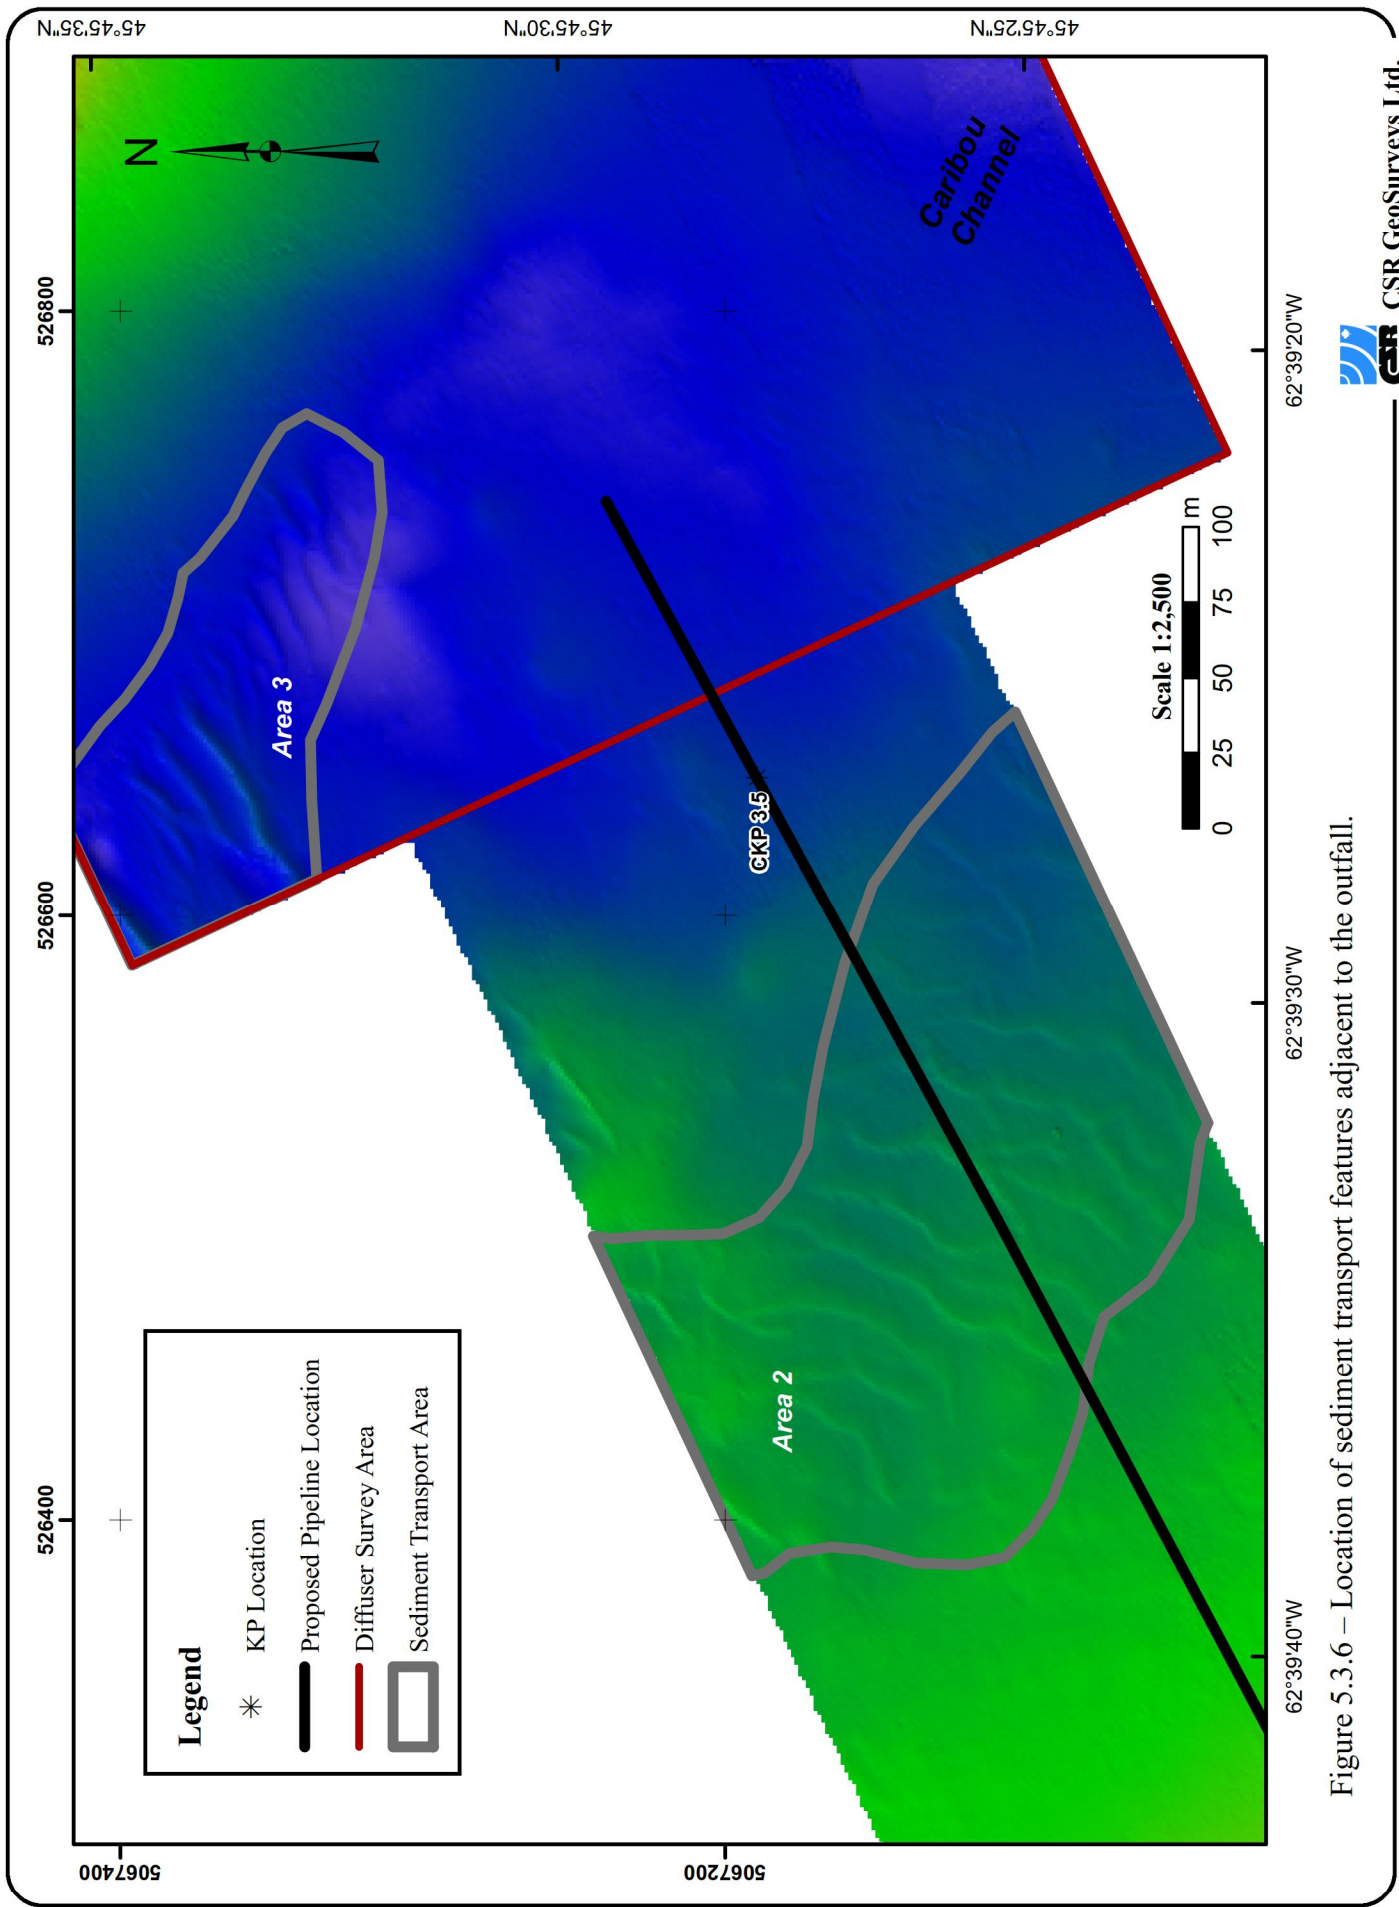 526400
526600
526800
5067400
5067200
45°45'35"N
45°45'30"N
45°45'25"N
N
Area 3
Area 2
CKP 3.5
Caribou
Channel
Legend
KP Location
Proposed Pipeline Location
Diffuser Survey Area
Sediment Transport Area
Scale 1:2,500
m
0 25 50 75 100
62°39'40"W
62°39'30"W
62°39'20"W
Figure 5.3.6 – Location of sediment transport features adjacent to the outfall.
CSR
CSR GeoSurveys Ltd.